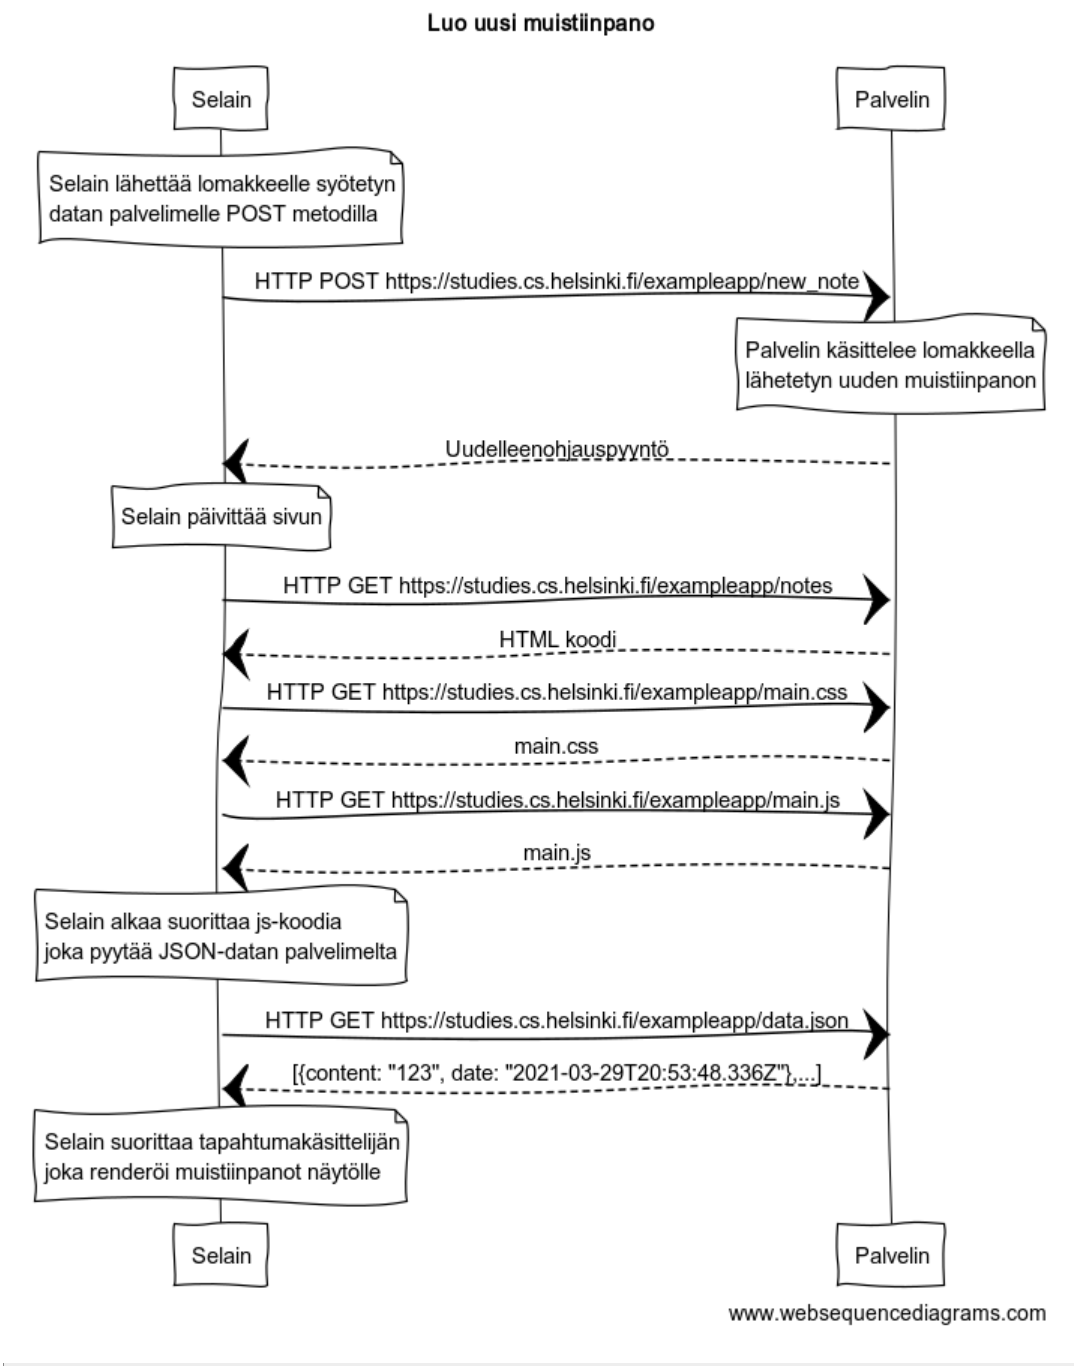 Luo uusi muistiinpano
Selain
Palvelin
Selain lähettää lomakkeelle syötetyn
datan palvelimelle POST metodilla
HTTP POST https://studies.cs.helsinki.fi/exampleapp/new_note
Palvelin käsittelee lomakkeella
lähetetyn uuden muistiinpanon
Uudelleenohjauspyyntö
Selain päivittää sivun
HTTP GET https://studies.cs.helsinki.fi/exampleapp/notes
HTML koodi
HTTP GET https://studies.cs.helsinki.fi/exampleapp/main.css
main.css
HTTP GET https://studies.cs.helsinki.fi/exampleapp/main.js
main.js
Selain alkaa suorittaa js-koodia
joka pyytää JSON-datan palvelimelta
HTTP GET https://studies.cs.helsinki.fi/exampleapp/data.json
[{content: "123", date: "2021-03-29T20:53:48.336Z"},...]
Selain suorittaa tapahtumakäsittelijän
joka renderöi muistiinpanot näytölle
Selain
Palvelin
www.websequencediagrams.com